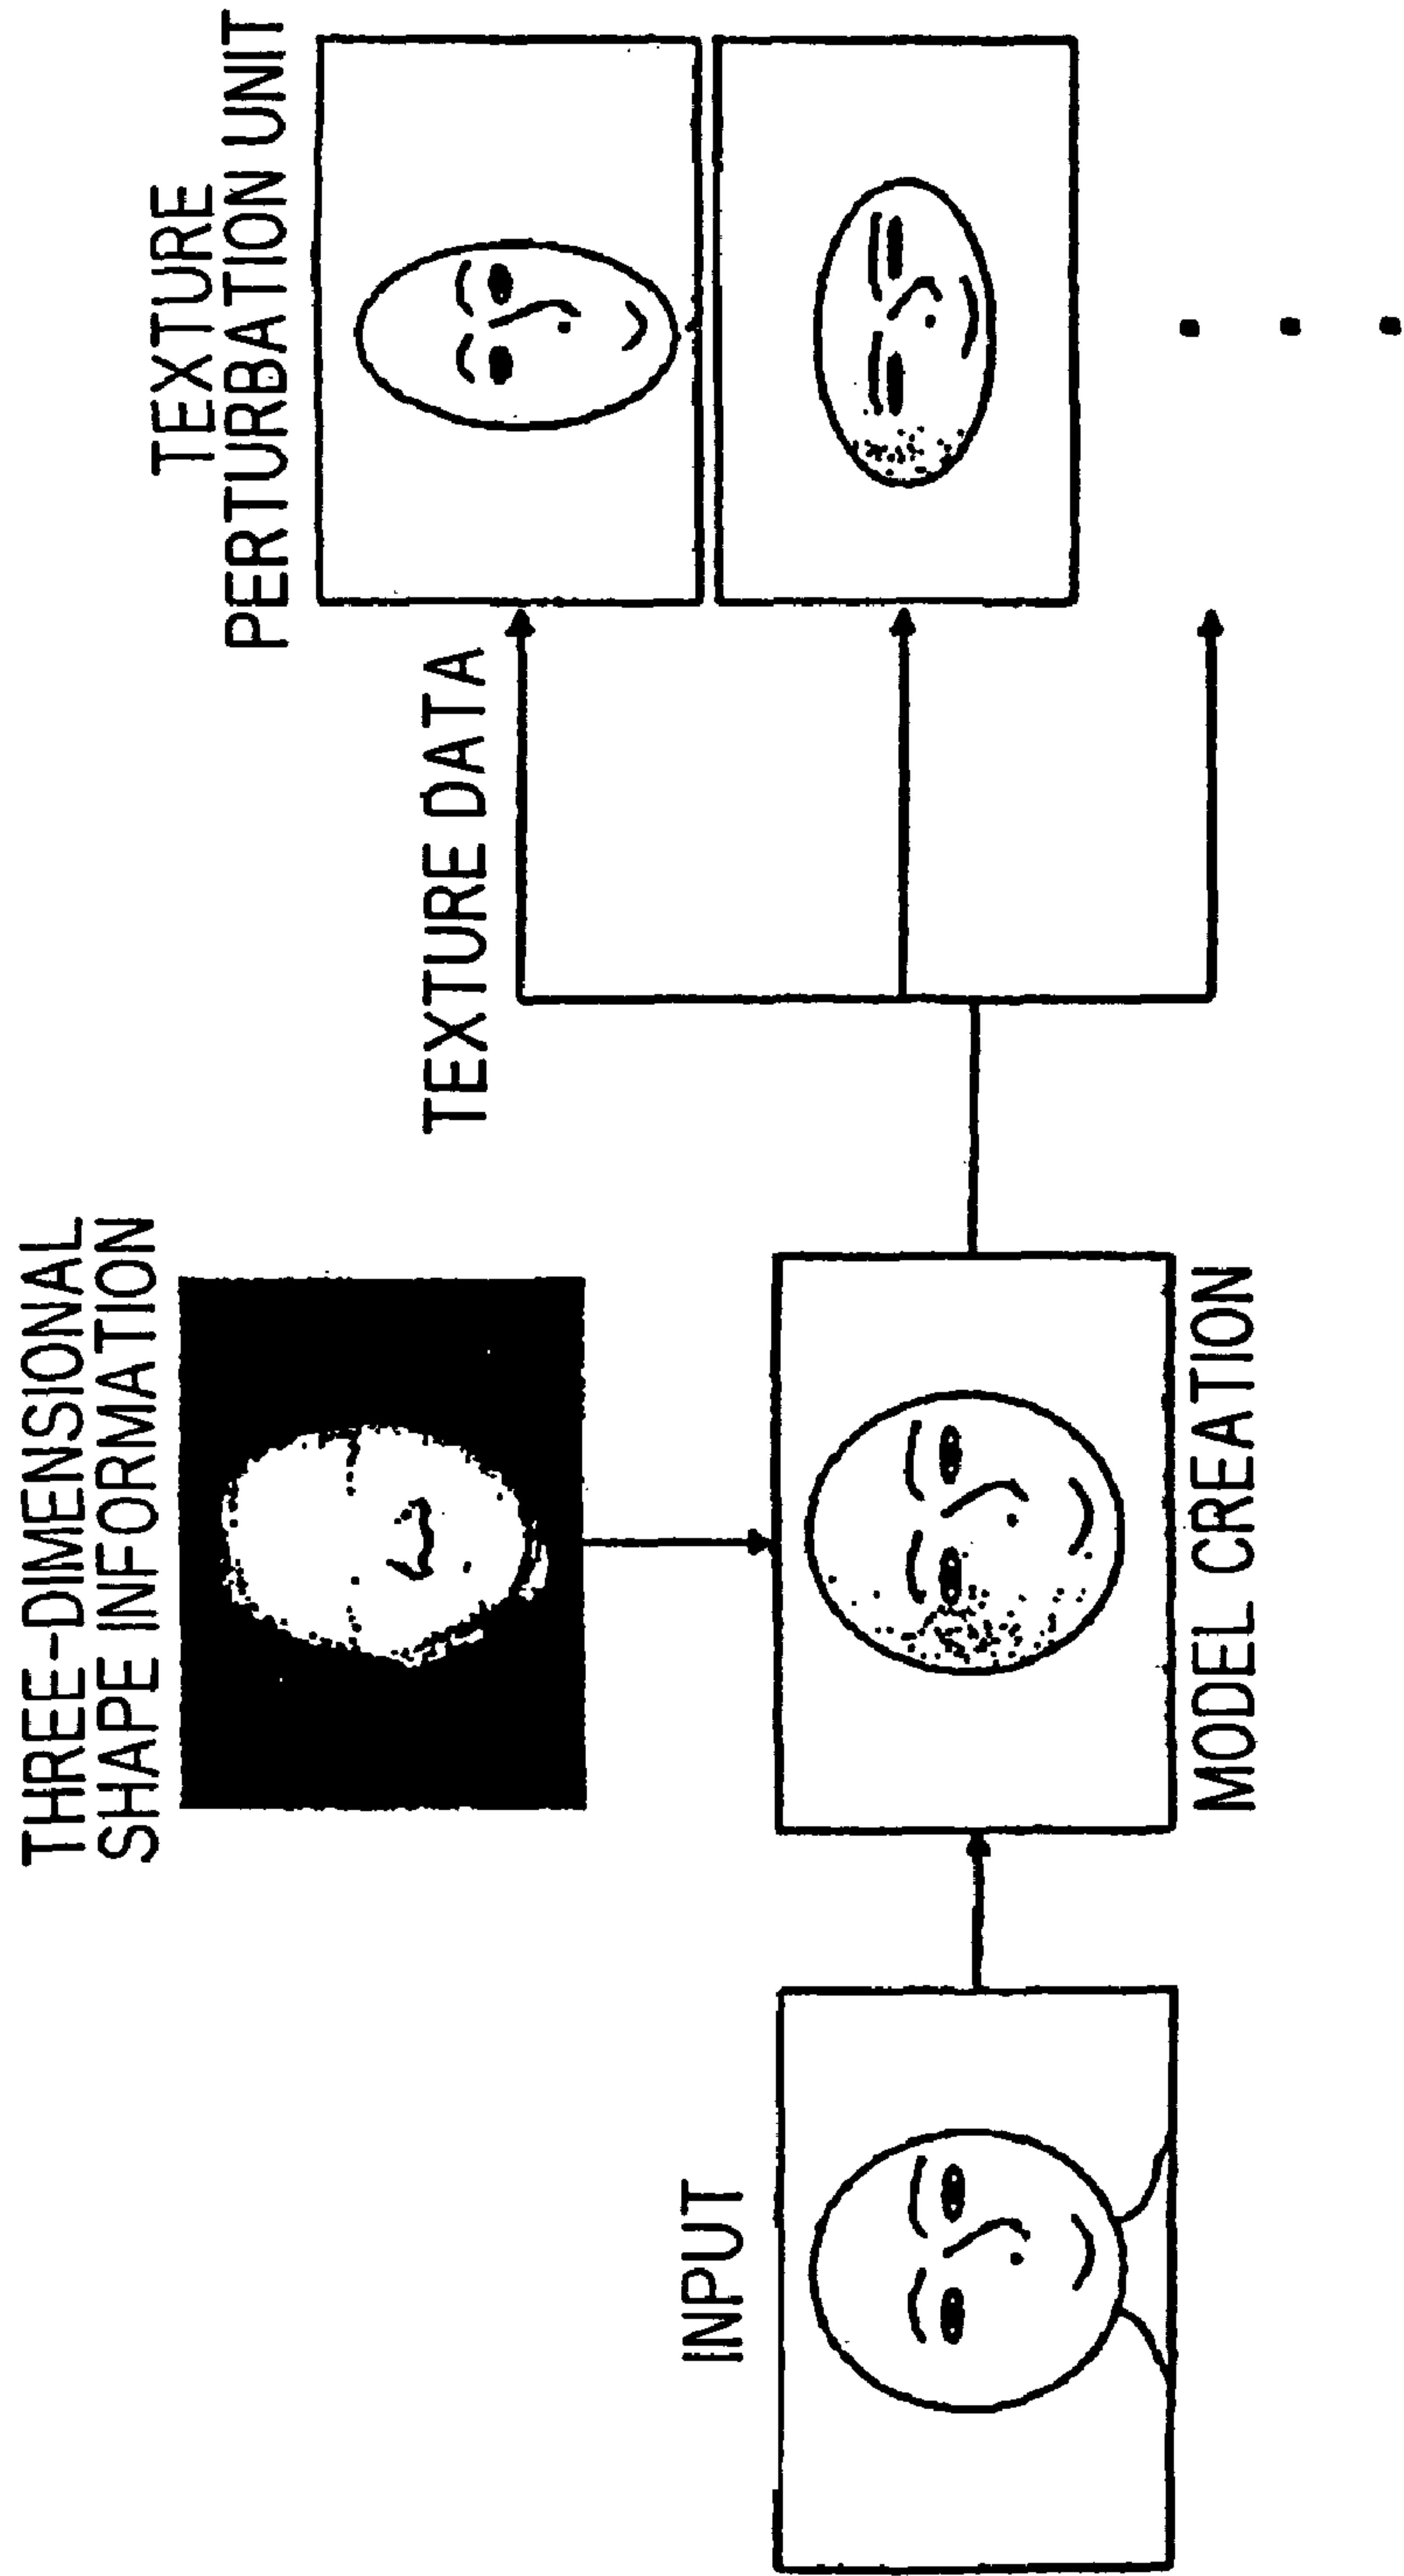 THREE-DIMENSIONAL
SHAPE INFORMATION
TEXTURE
PERTURBATION UNIT
TEXTURE DATA
INPUT
MODEL CREATION